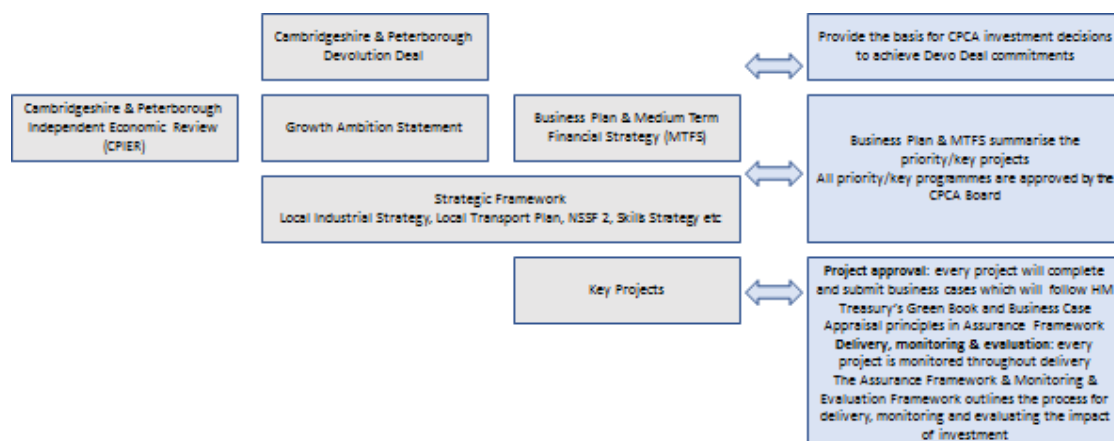 Cambridgeshire & Peterborough
Devolution Deal
Provide the basis for CPCA investment decisions
to achieve Devo Deal commitments
Cambridgeshire & Peterborough
Independent Economic Review
(CPIER)
Growth Ambition Statement
Business Plan & Medium Term
Financial Strategy (MTFS)
Business Plan & MTFS summarise the
priority/key projects
All priority/key programmes are approved by the
CPCA Board
Strategic Framework
Local Industrial Strategy, Local Transport Plan, NSSF 2, Skills Strategy etc
Key Projects
Project approval: every project will complete
and submit business cases which will follow HM
Treasury's Green Book and Business Case
Appraisal principles in Assurance Framework
Delivery, monitoring & evaluation: every
project is monitored throughout delivery
The Assurance Framework & Monitoring &
Evaluation Framework outlines the process for
delivery, monitoring and evaluating the impact
of investment